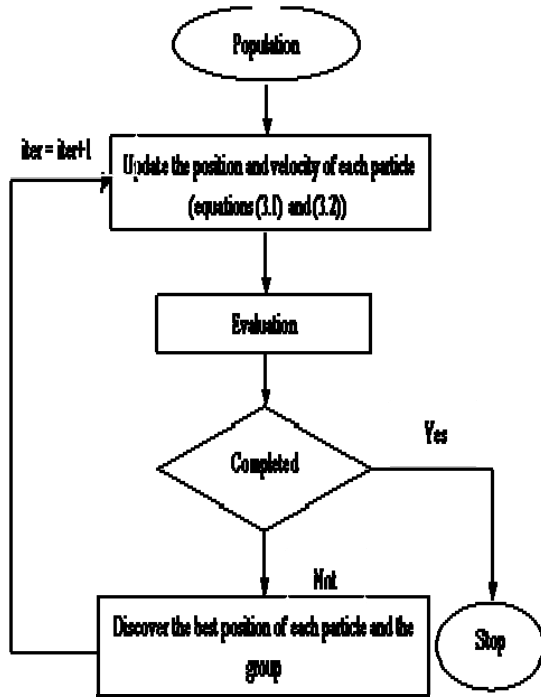 Population
iter = iter+1
Update the position and velocity of each particle
(equations (3.1) and (3.2))
Evaluation
Completed
Yes
Not
Discover the best position of each particle and the
group
Stop